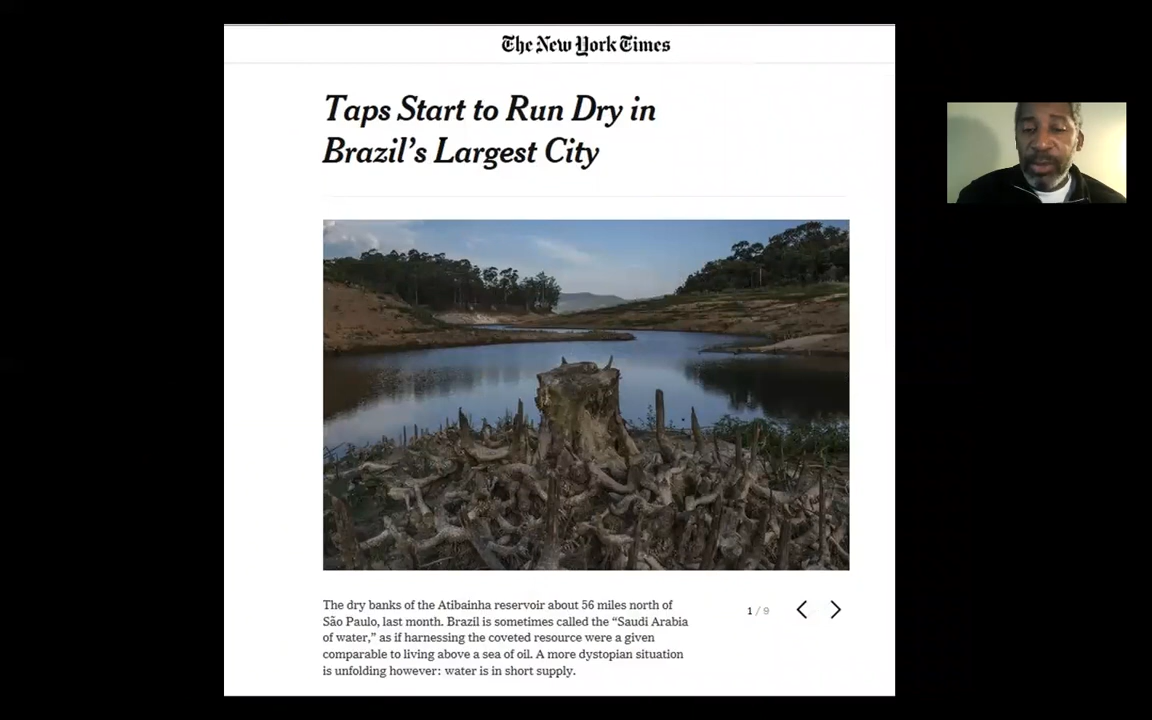 The New York Times
Taps Start to Run Dry in
Brazil's Largest City
The dry banks of the Atibainha reservoir about 56 miles north of
São Paulo, last month. Brazil is sometimes called the “Saudi Arabia
of water,” as if harnessing the coveted resource were a given
comparable to living above a sea of oil. A more dystopian situation
is unfolding however: water is in short supply.
1 / 9